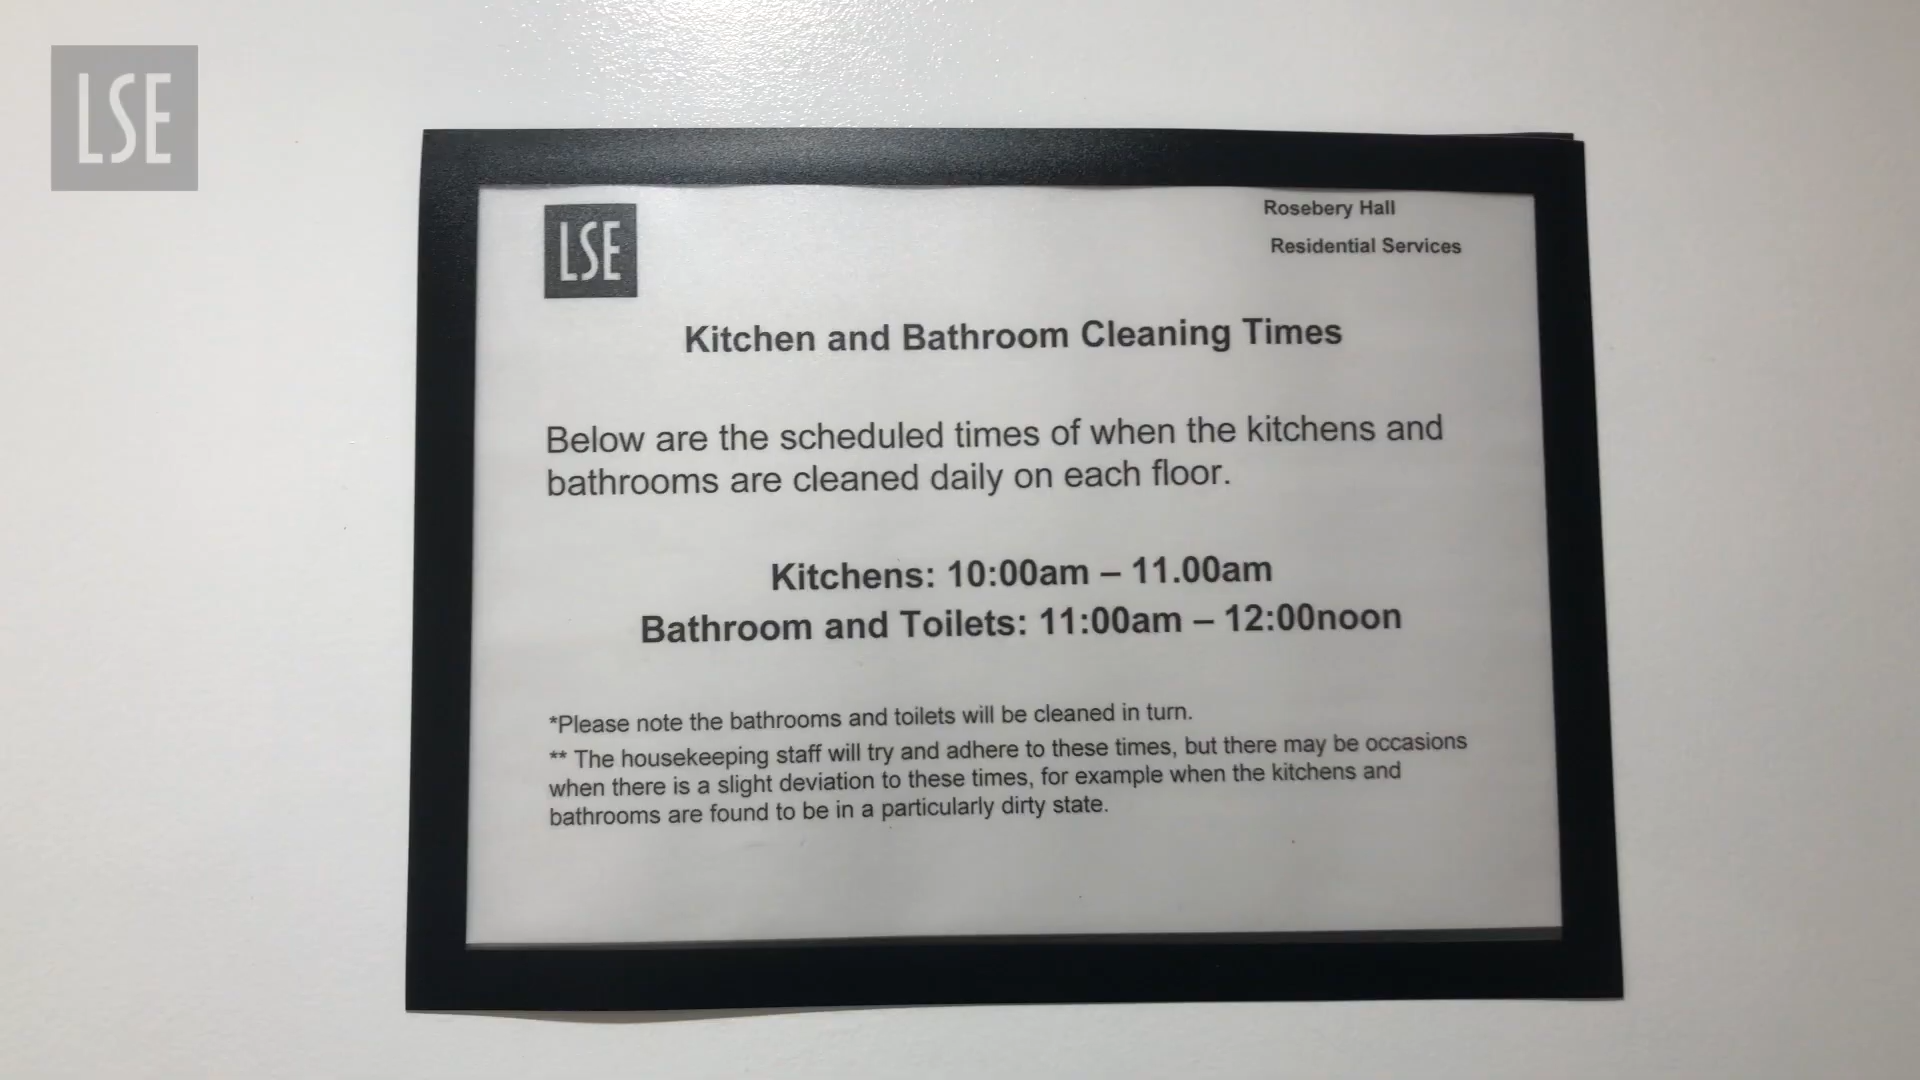 LSE
LSE
Rosebery Hall
Residential Services
Kitchen and Bathroom Cleaning Times
Below are the scheduled times of when the kitchens and
bathrooms are cleaned daily on each floor.
Kitchens: 10:00am – 11.00am
Bathroom and Toilets: 11:00am – 12:00noon
*Please note the bathrooms and toilets will be cleaned in turn.
** The housekeeping staff will try and adhere to these times, but there may be occasions
when there is a slight deviation to these times, for example when the kitchens and
bathrooms are found to be in a particularly dirty state.